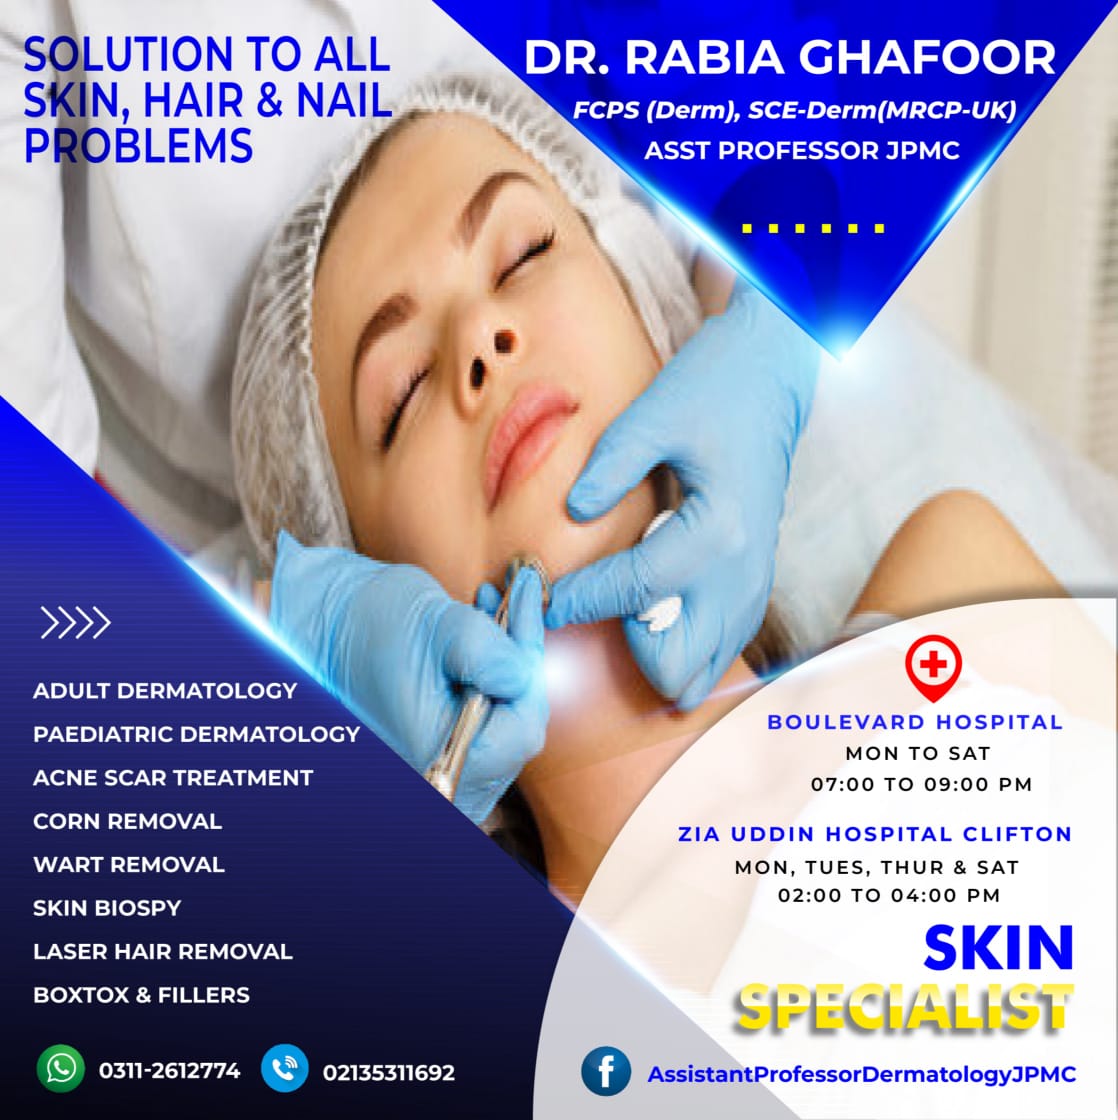 SOLUTION TO ALL
SKIN, HAIR & NAIL
PROBLEMS
DR. RABIA GHAFOOR
FCPS (Derm), SCE-Derm(MRCP-UK)
ASST PROFESSOR JPMC
ADULT DERMATOLOGY
PAEDIATRIC DERMATOLOGY
ACNE SCAR TREATMENT
CORN REMOVAL
WART REMOVAL
SKIN BIOSPY
LASER HAIR REMOVAL
BOXTOX & FILLERS
0311-2612774
02135311692
BOULEVARD HOSPITAL
MON TO SAT
07:00 TO 09:00 PM
ZIA UDDIN HOSPITAL CLIFTON
MON, TUES, THUR & SAT
02:00 TO 04:00 PM
SKIN
SPECIALIST
AssistantProfessorDermatologyJPMC